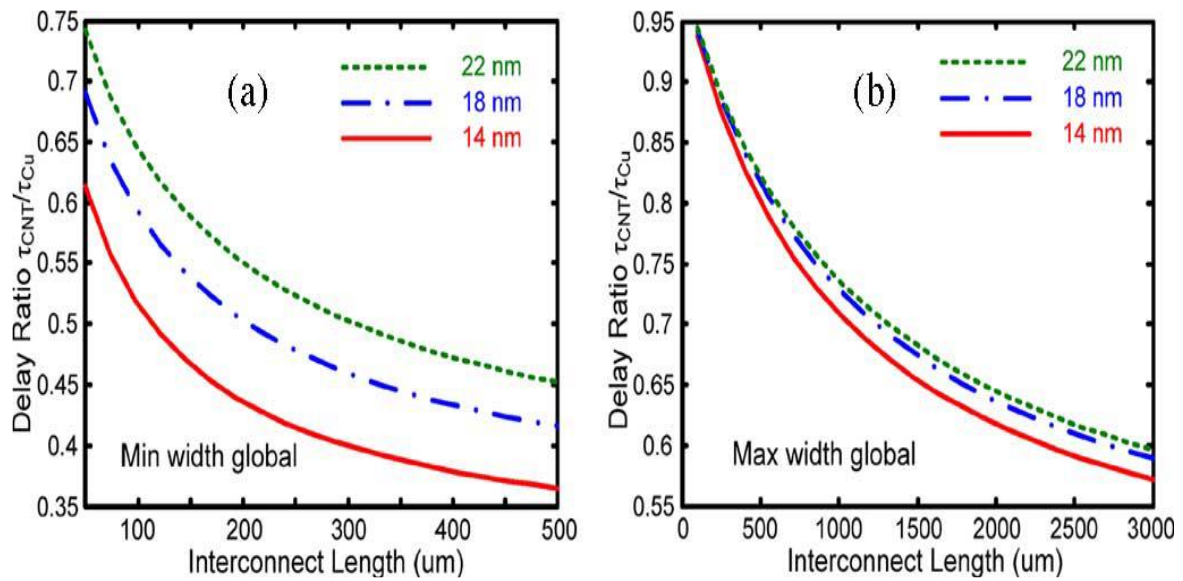 0.75
0.7
0.65
0.6
0.55
0.5
0.45
0.4
0.35
Delay Ratio τCNT/τCu
(a)
22 nm
18 nm
14 nm
Min width global
100
200
300
400
500
Interconnect Length (um)
0.95
0.9
0.85
0.8
0.75
0.7
0.65
0.6
0.55
Delay Ratio τCNT/τCu
(b)
22 nm
18 nm
14 nm
Max width global
0
500
1000
1500
2000
2500
3000
Interconnect Length (um)